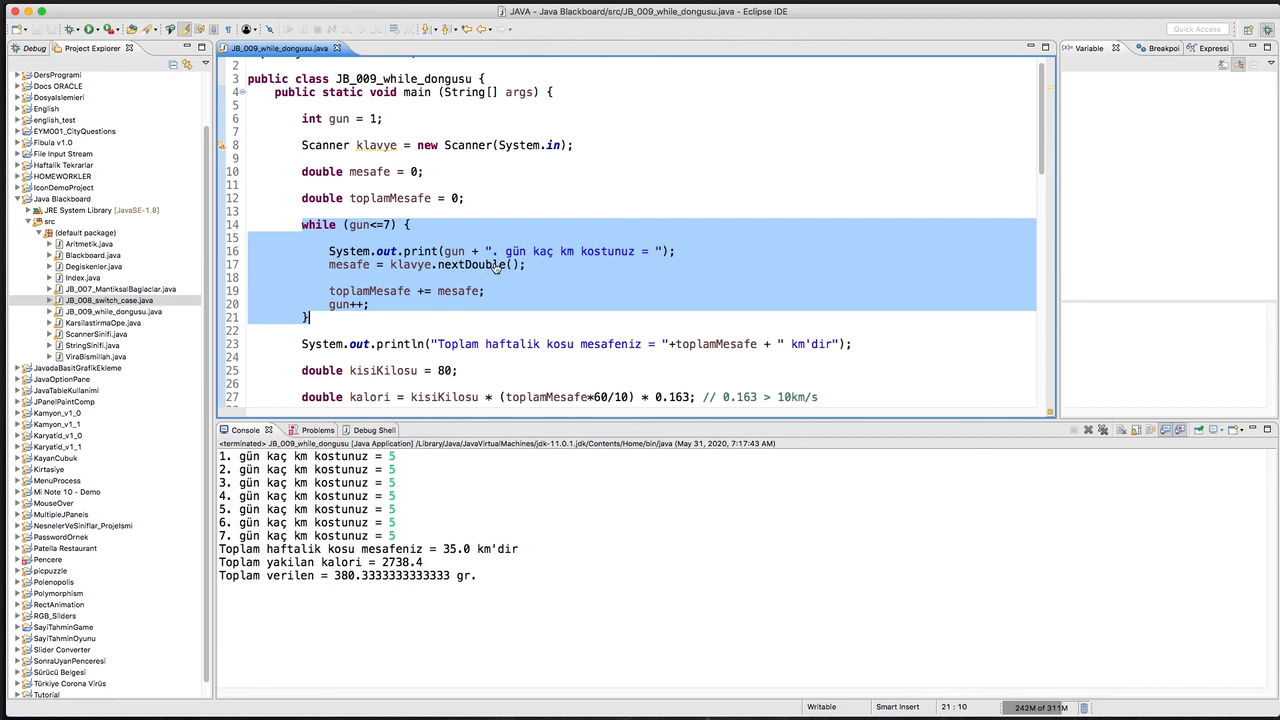 JAVA - Java Blackboard/src/JB_009_while_dongusu.java - Eclipse IDE
Quick Access
Debug
Project Explorer
DersProgrami
Docs ORACLE
Dosyaislemleri
English
english_test
EYM001_CityQuestions
Fibula v1.0
File Input Stream
Haftalik Tekrarlar
HOMEWORKLER
IconDemoProject
Java Blackboard
JRE System Library [JavaSE-1.8]
src
(default package)
Aritmetik.java
Blackboard.java
Degiskenler.java
Index.java
JB_007_MantiksalBaglaclar.java
JB_008_switch_case.java
JB_009_while_dongusu.java
KarsilastirmaOpe.java
ScannerSinifi.java
StringSinifi.java
ViraBismillah.java
JavadaBasitGrafikEkleme
JavaOptionPane
JavaTableKullanimi
JPanelPaintComp
Kamyon_v1_0
Kamyon_v1_1
Karyatid_v1_0
Karyatid_v1_1
KayanCubuk
Kirtasiye
MenuProcess
Mi Note 10 - Demo
MouseOver
MultipleJPanels
NesnelerVeSiniflar_Projelsmi
PasswordOrnek
Patella Restaurant
Pencere
picpuzzle
Polenopolis
Polymorphism
RectAnimation
RGB_Sliders
SayiTahminGame
SayiTahminOyunu
Slider Converter
SonraUyanPenceresi
Sürücü Belgesi
Türkiye Corona Virüs
Tutorial
JB_009_while_dongusu.java
2
3 public class JB_009_while_dongusu {
4 public static void main (String[] args) {
5
6 int gun = 1;
7
8 Scanner klavye = new Scanner(System.in);
9
10 double mesafe = 0;
11
12 double toplamMesafe = 0;
13
14 while (gun<=7) {
15
16 System.out.print(gun + ". gün kaç km kostunuz = ");
17 mesafe = klavye.nextDouble();
18
19 toplamMesafe += mesafe;
20 gun++;
21 }
22
23 System.out.println("Toplam haftalik kosu mesafeniz = "+toplamMesafe + " km'dir");
24
25 double kisiKilosu = 80;
26
27 double kalori = kisiKilosu * (toplamMesafe*60/10) * 0.163; // 0.163 > 10km/s
Variable
Breakpoi
Expressi
Console
Problems
Debug Shell
<terminated> JB_009_while_dongusu [Java Application] /Library/Java/JavaVirtualMachines/jdk-11.0.1.jdk/Contents/Home/bin/java (May 31, 2020, 7:17:43 AM)
1. gün kaç km kostunuz = 5
2. gün kaç km kostunuz = 5
3. gün kaç km kostunuz = 5
4. gün kaç km kostunuz = 5
5. gün kaç km kostunuz = 5
6. gün kaç km kostunuz = 5
7. gün kaç km kostunuz = 5
Toplam haftalik kosu mesafeniz = 35.0 km'dir
Toplam yakilan kalori = 2738.4
Toplam verilen = 380.3333333333333 gr.
Writable
Smart Insert
21 : 10
242M of 311M